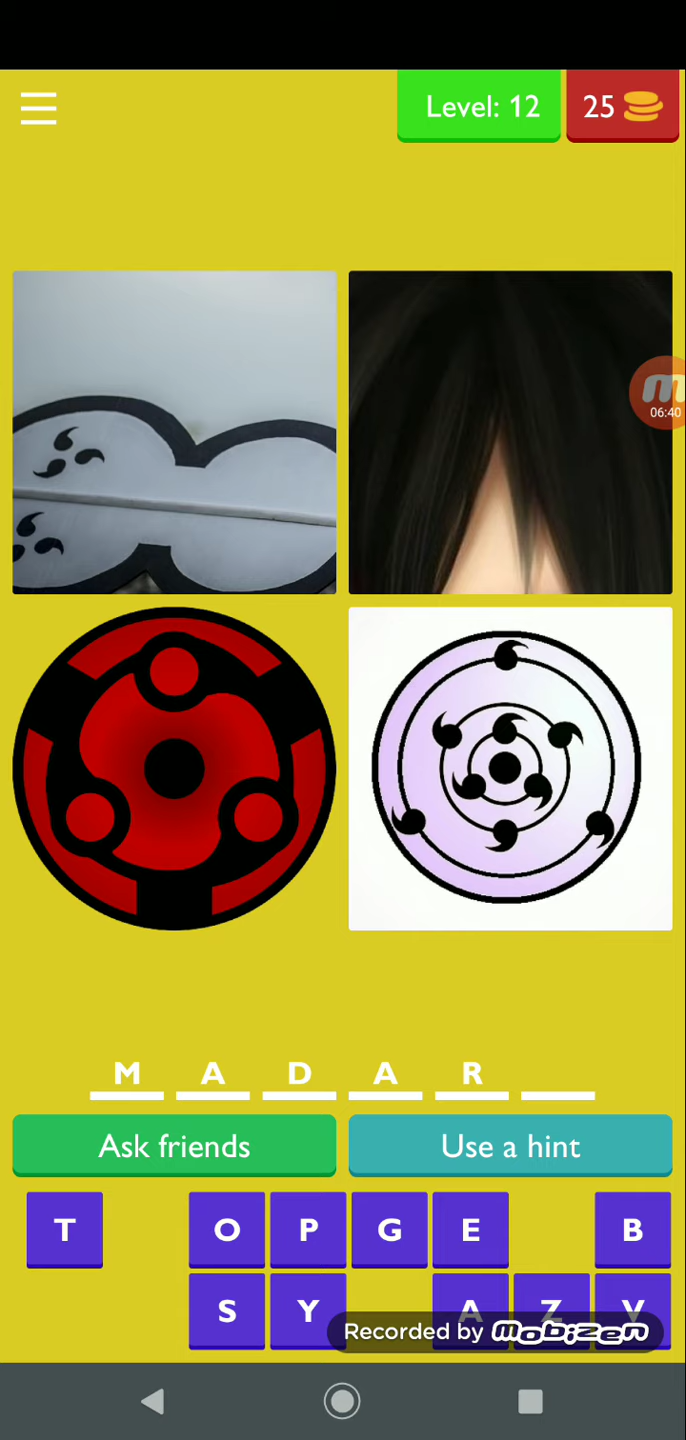 Level: 12
25
06:40
M A D A R
Ask friends
Use a hint
T O P G E B
S Y A Z V
Recorded by mobizen